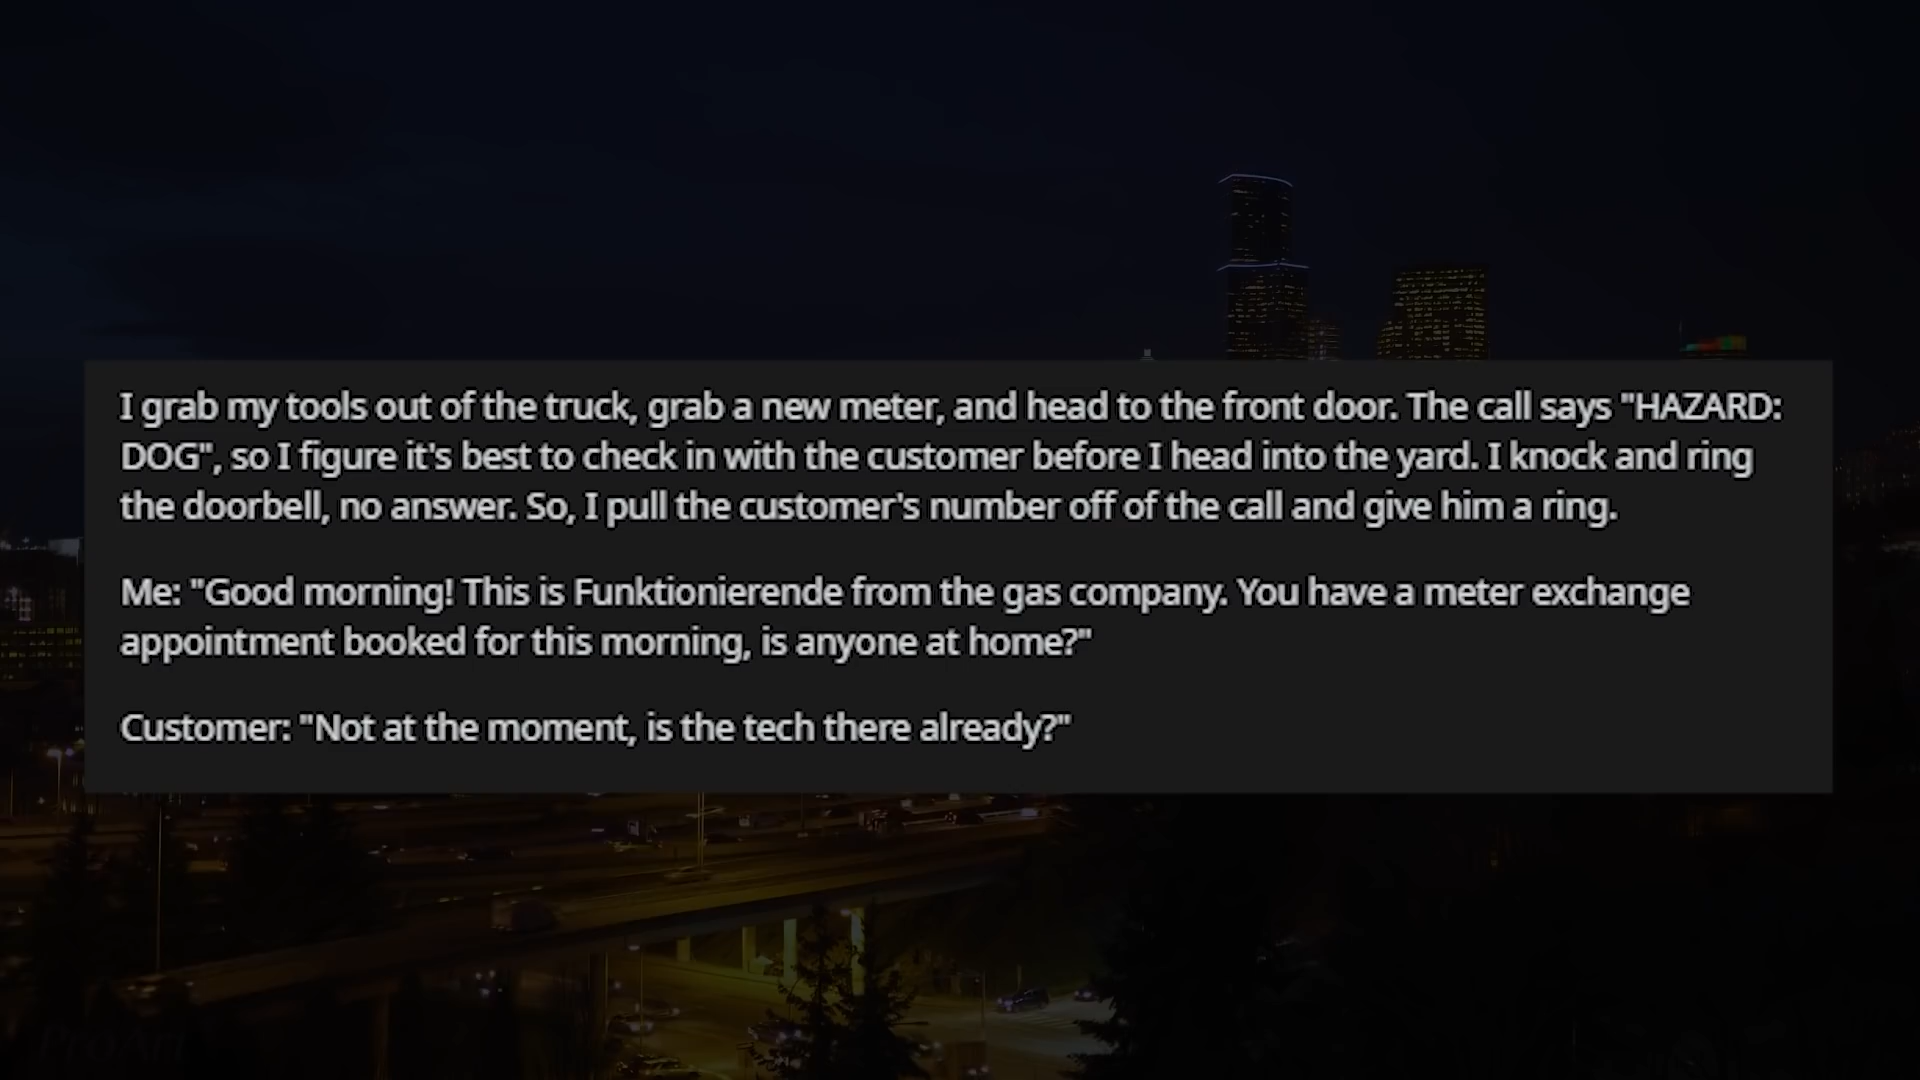 I grab my tools out of the truck, grab a new meter, and head to the front door. The call says "HAZARD:
DOG", so I figure it's best to check in with the customer before I head into the yard. I knock and ring
the doorbell, no answer. So, I pull the customer's number off of the call and give him a ring.
Me: "Good morning! This is Funktionierende from the gas company. You have a meter exchange
appointment booked for this morning, is anyone at home?"
Customer: "Not at the moment, is the tech there already?"